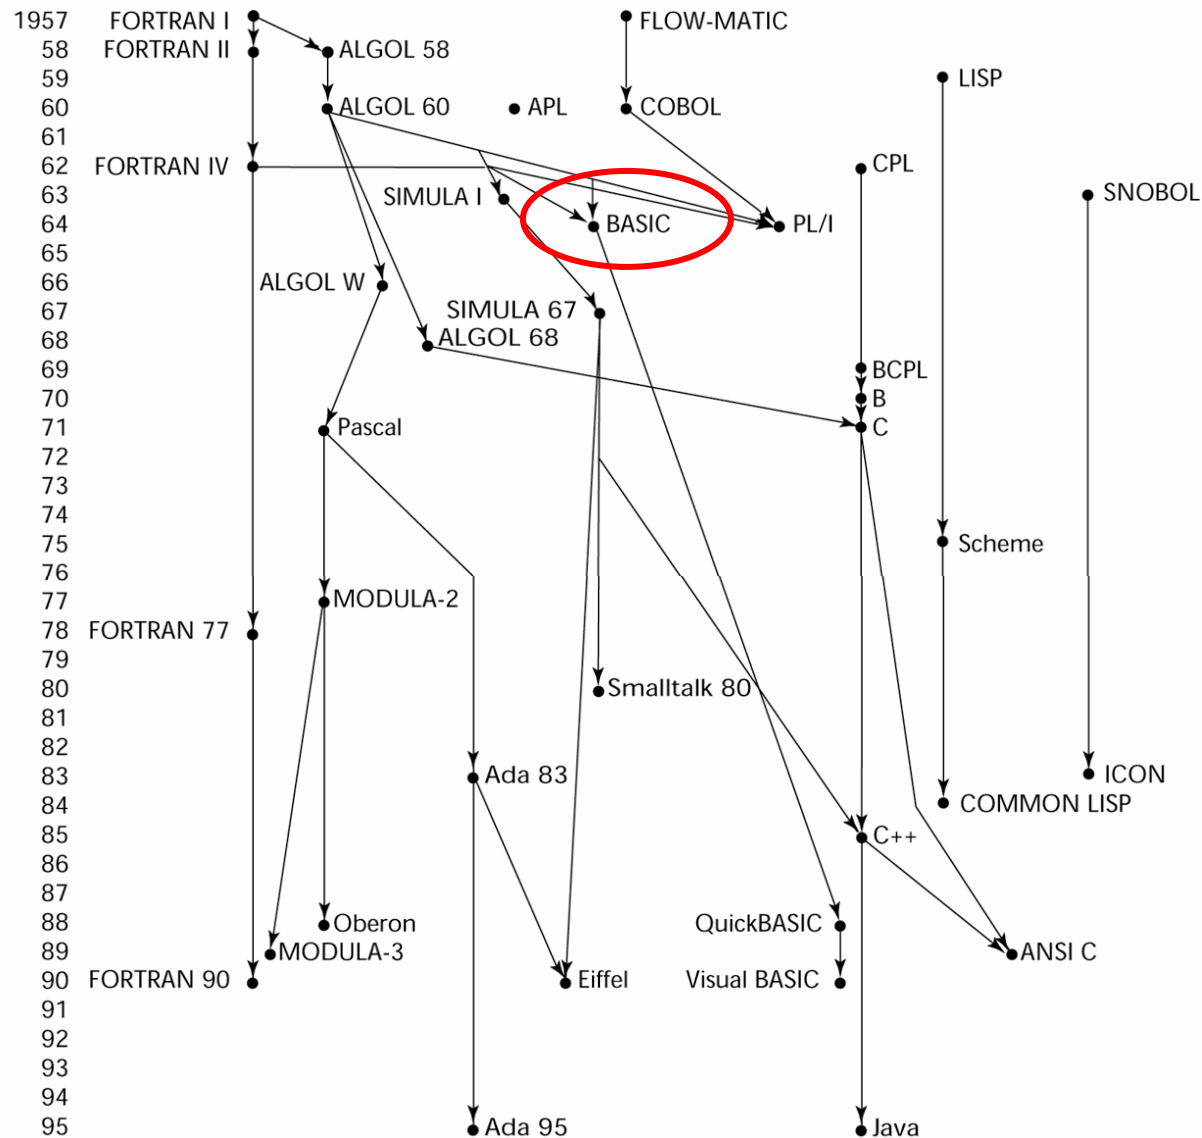 1957 FORTRAN I FLOW-MATIC
58 FORTRAN II ALGOL 58
59 LISP
60 ALGOL 60 APL COBOL
61
62 FORTRAN IV CPL
63 SIMULA I SNOBOL
64 BASIC PL/I
65
66 ALGOL W
67 SIMULA 67
68 ALGOL 68
69 BCPL
70 B
71 Pascal C
72
73
74
75 Scheme
76
77 MODULA-2
78 FORTRAN 77
79
80 Smalltalk 80
81
82
83 Ada 83 ICON
84 COMMON LISP
85 C++
86
87
88 Oberon QuickBASIC
89 MODULA-3 ANSI C
90 FORTRAN 90 Eiffel Visual BASIC
91
92
93
94
95 Ada 95 Java